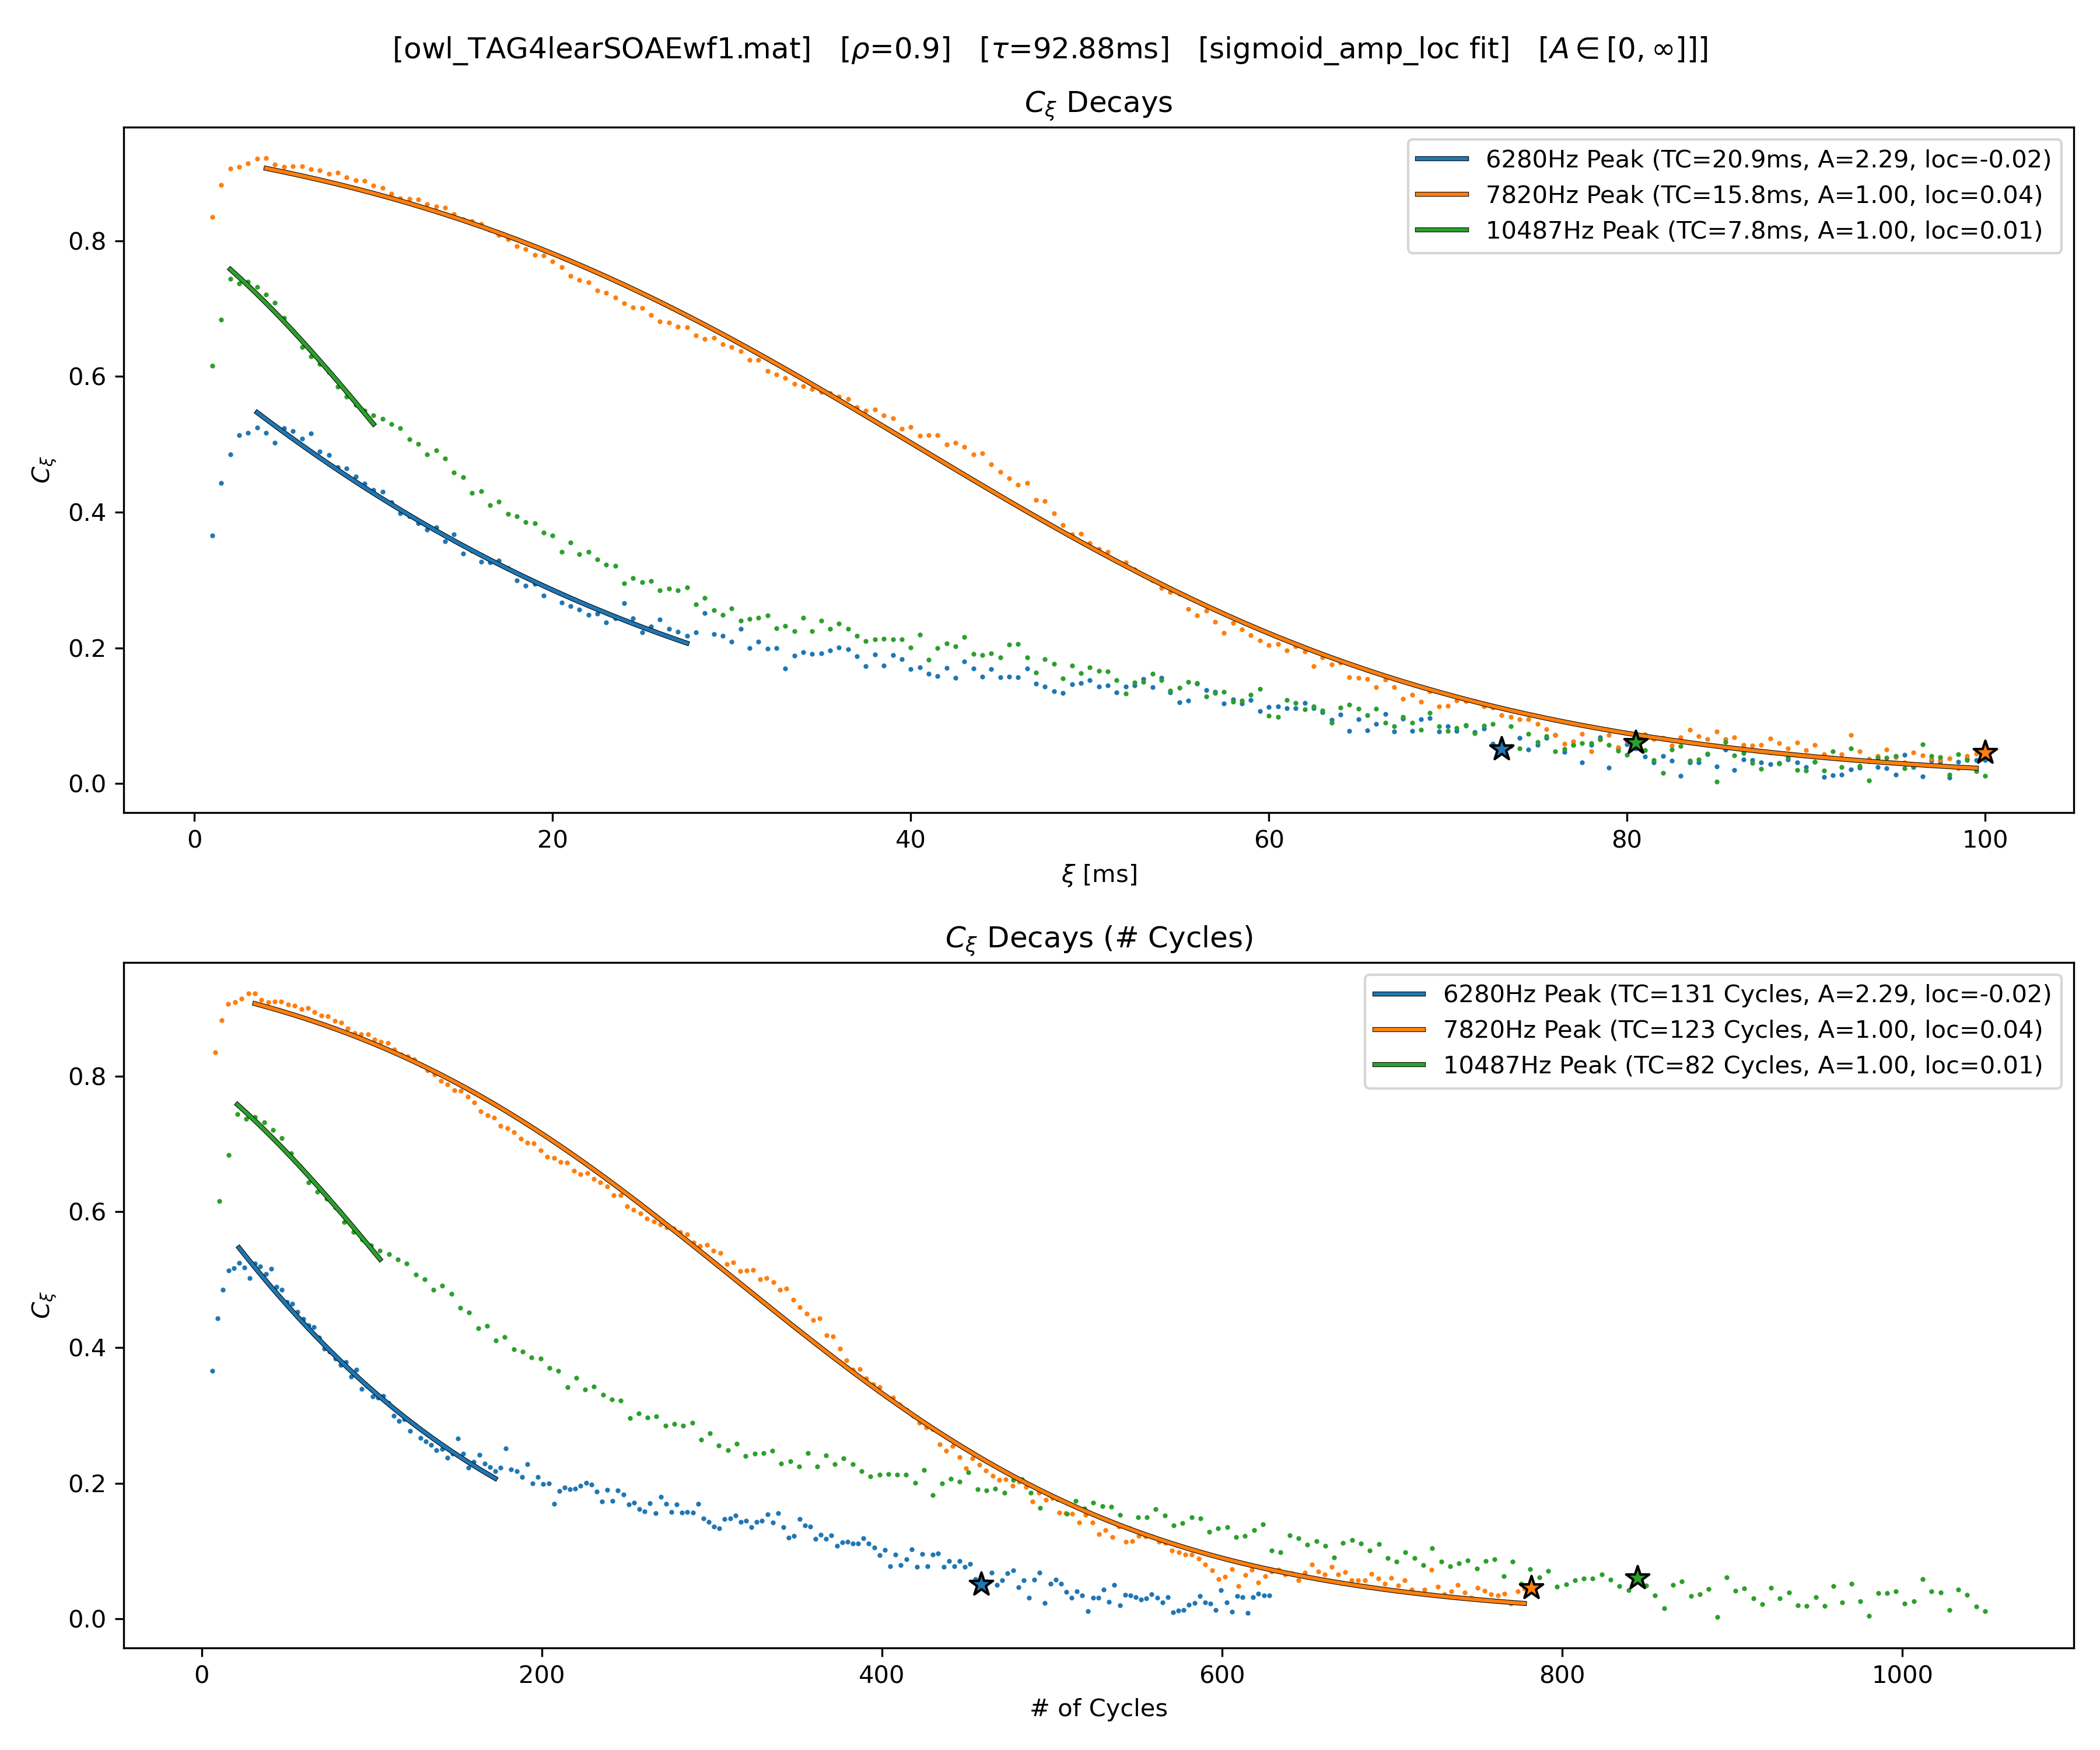 [owl_TAG4learSOAEwf1.mat] [ρ=0.9] [τ=92.88ms] [sigmoid_amp_loc fit] [A ∈ [0, ∞]]]
C_ξ Decays
6280Hz Peak (TC=20.9ms, A=2.29, loc=-0.02)
7820Hz Peak (TC=15.8ms, A=1.00, loc=0.04)
10487Hz Peak (TC=7.8ms, A=1.00, loc=0.01)
0.8
0.6
0.4
0.2
0.0
C_ξ
0 20 40 60 80 100
ξ [ms]
C_ξ Decays (# Cycles)
6280Hz Peak (TC=131 Cycles, A=2.29, loc=-0.02)
7820Hz Peak (TC=123 Cycles, A=1.00, loc=0.04)
10487Hz Peak (TC=82 Cycles, A=1.00, loc=0.01)
0.8
0.6
0.4
0.2
0.0
C_ξ
0 200 400 600 800 1000
# of Cycles